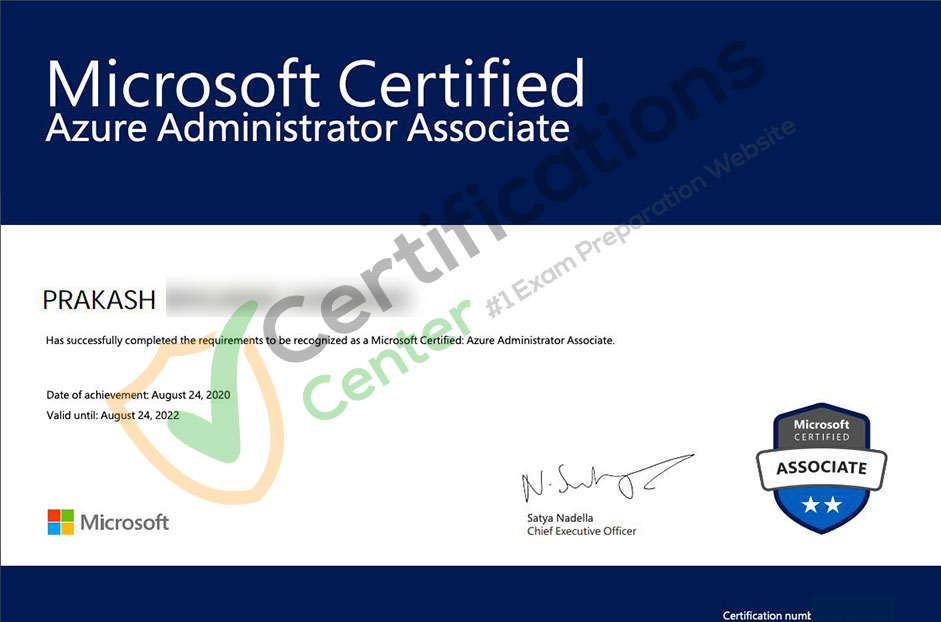 Microsoft Certified
Azure Administrator Associate
Certifications
Center
#1 Exam Preparation Website
PRAKASH
Has successfully completed the requirements to be recognized as a Microsoft Certified: Azure Administrator Associate.
Date of achievement: August 24, 2020
Valid until: August 24, 2022
Microsoft
CERTIFIED
ASSOCIATE
N. Satya
Satya Nadella
Chief Executive Officer
Microsoft
Certification numb